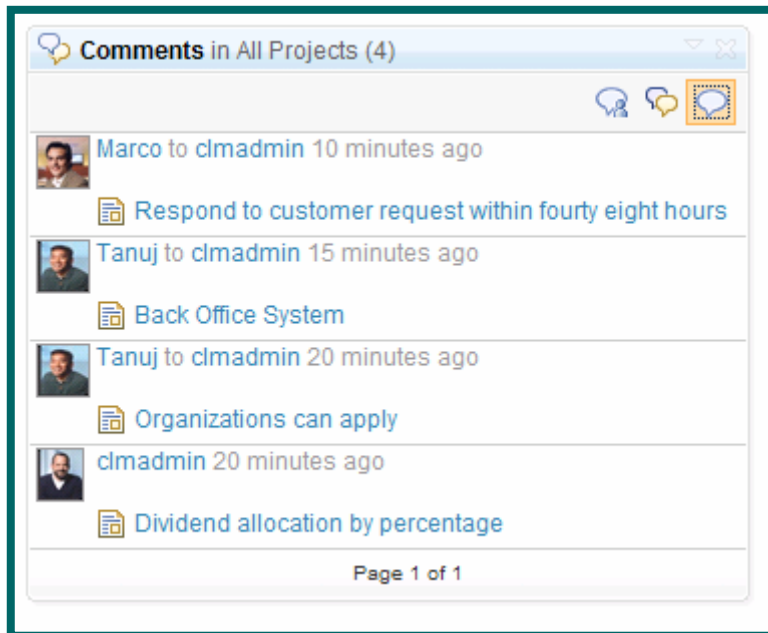 Comments in All Projects (4)
Marco to clmadmin 10 minutes ago
Respond to customer request within fourty eight hours
Tanuj to clmadmin 15 minutes ago
Back Office System
Tanuj to clmadmin 20 minutes ago
Organizations can apply
clmadmin 20 minutes ago
Dividend allocation by percentage
Page 1 of 1